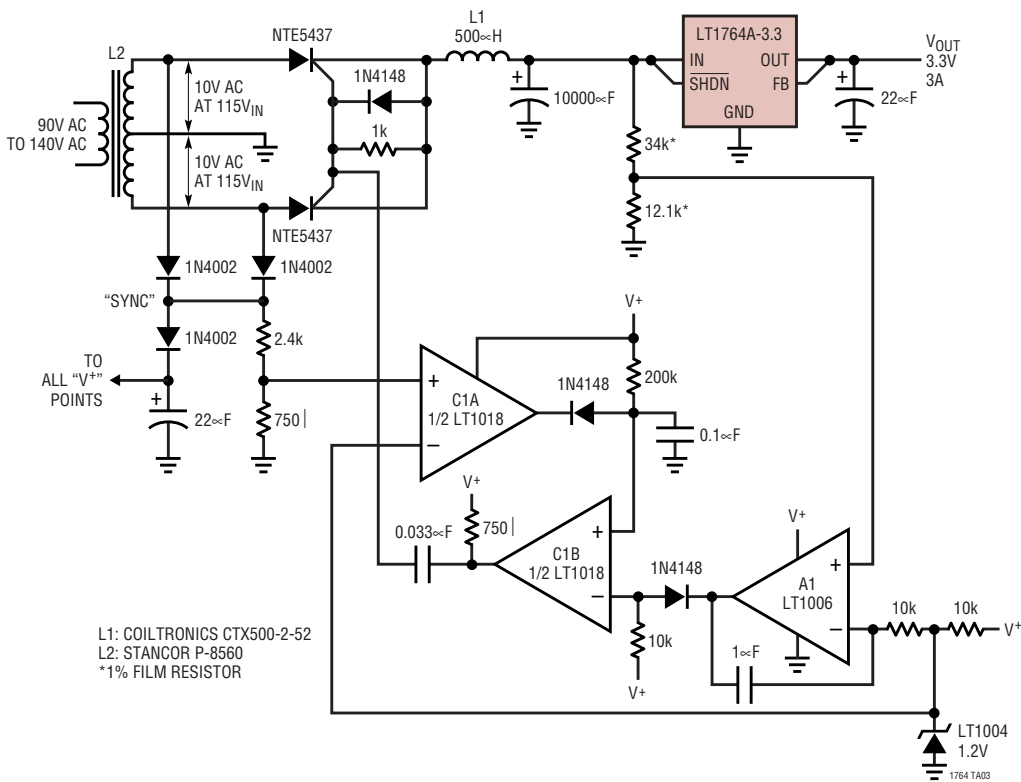 L1
500∝H
NTE5437
L2
LT1764A-3.3
IN
OUT
SHDN
FB
GND
VOUT
3.3V
3A
1N4148
10V AC
AT 115VIN
+
10000∝F
+
22∝F
90V AC
TO 140V AC
1k
34k*
10V AC
AT 115VIN
12.1k*
NTE5437
1N4002
1N4002
"SYNC"
V+
1N4002
2.4k
TO
ALL "V+"
POINTS
+
C1A
1/2 LT1018
–
1N4148
200k
+
22∝F
750|
0.1∝F
V+
0.033∝F
750|
+
C1B
1/2 LT1018
–
V+
1N4148
A1
LT1006
+
–
10k
10k
V+
10k
V+
1∝F
L1: COILTRONICS CTX500-2-52
L2: STANCOR P-8560
*1% FILM RESISTOR
LT1004
1.2V
1764 TA03